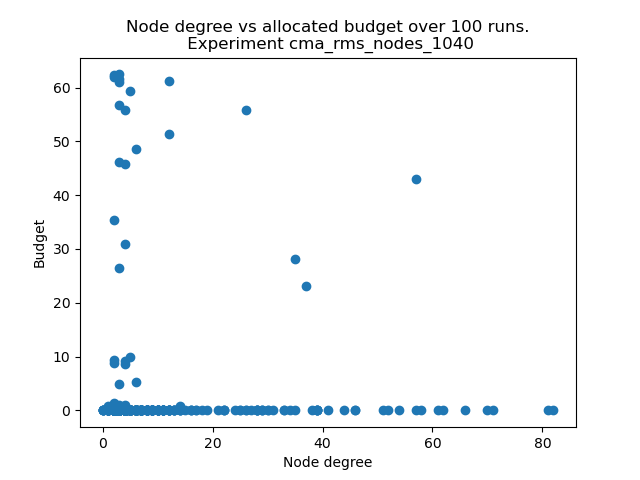 Node degree vs allocated budget over 100 runs.
Experiment cma_rms_nodes_1040
60
50
40
30
20
10
0
Budget
0 20 40 60 80
Node degree